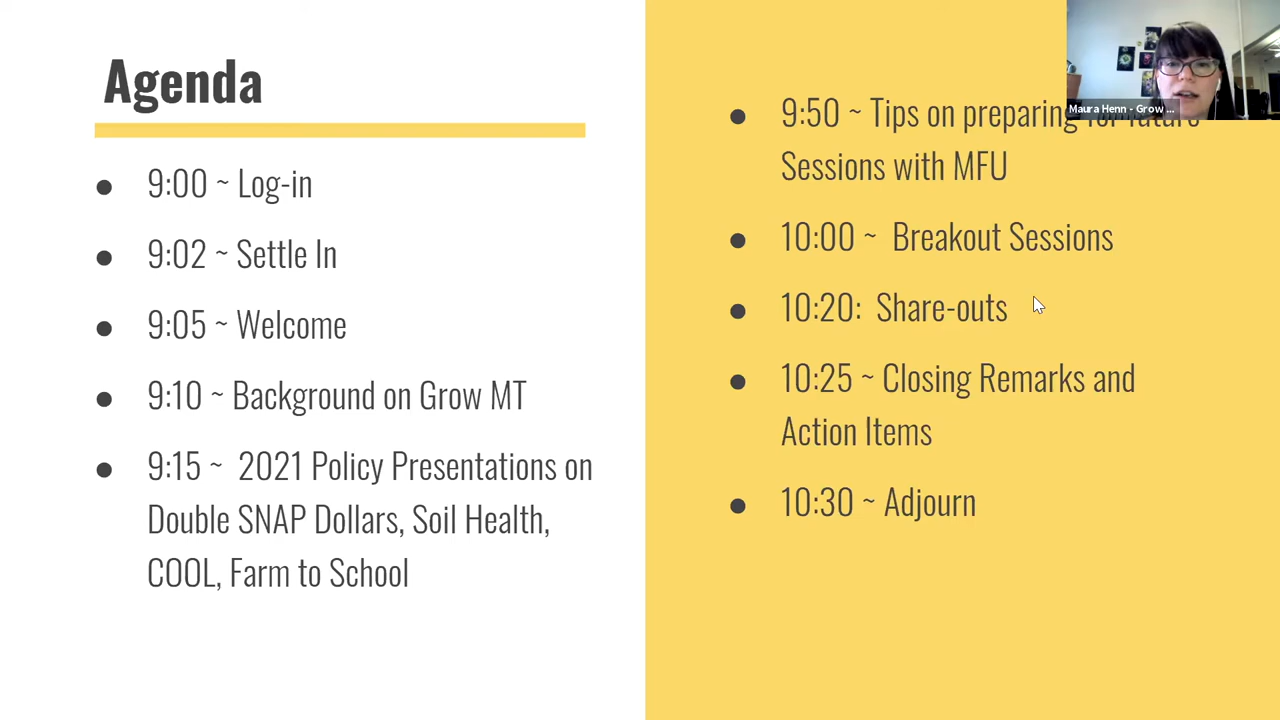 Agenda
● 9:00 ~ Log-in
● 9:02 ~ Settle In
● 9:05 ~ Welcome
● 9:10 ~ Background on Grow MT
● 9:15 ~ 2021 Policy Presentations on
Double SNAP Dollars, Soil Health,
COOL, Farm to School
● 9:50 ~ Tips on preparing for future
Sessions with MFU
● 10:00 ~ Breakout Sessions
● 10:20: Share-outs
● 10:25 ~ Closing Remarks and
Action Items
● 10:30 ~ Adjourn
Maura Henn - Grow ...